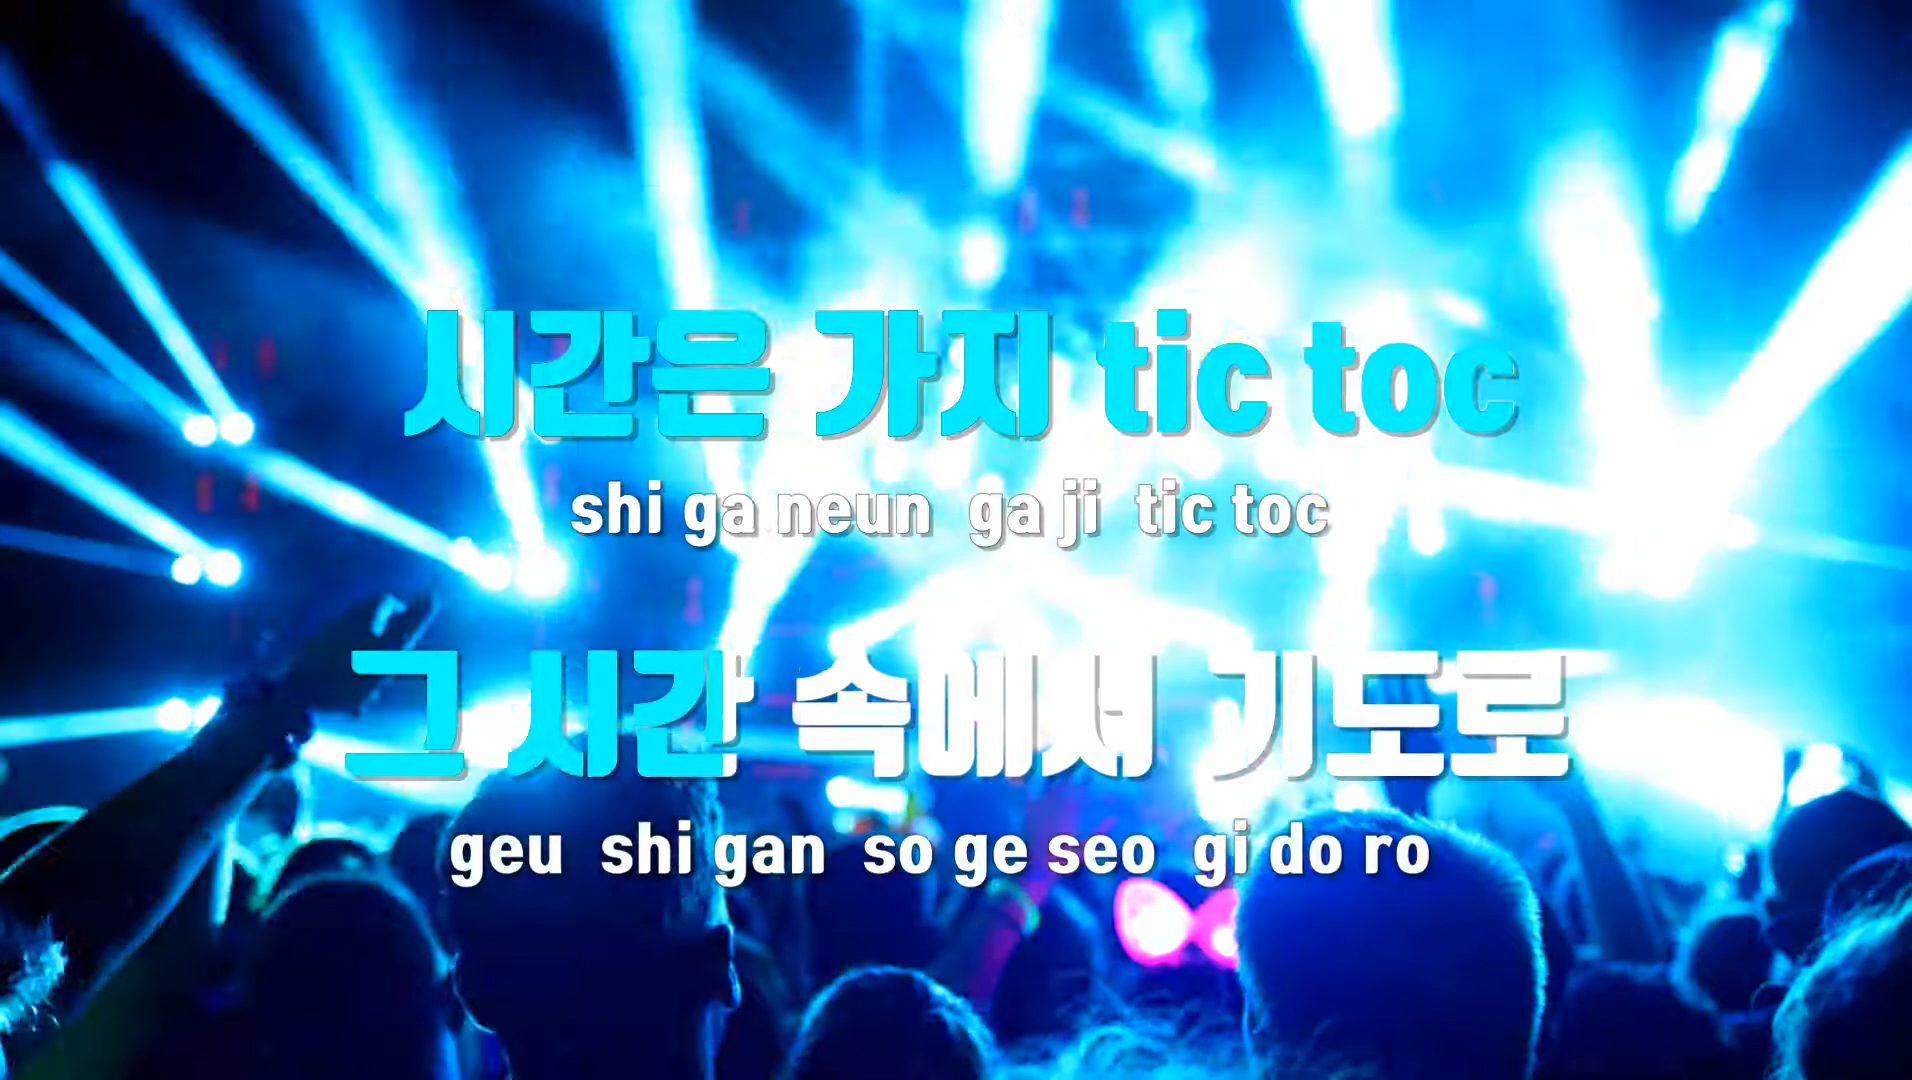 시간은 가지 tic toc
shi ga neun ga ji tic toc
그 시간 속에서 기도로
geu shi gan so ge seo gi do ro